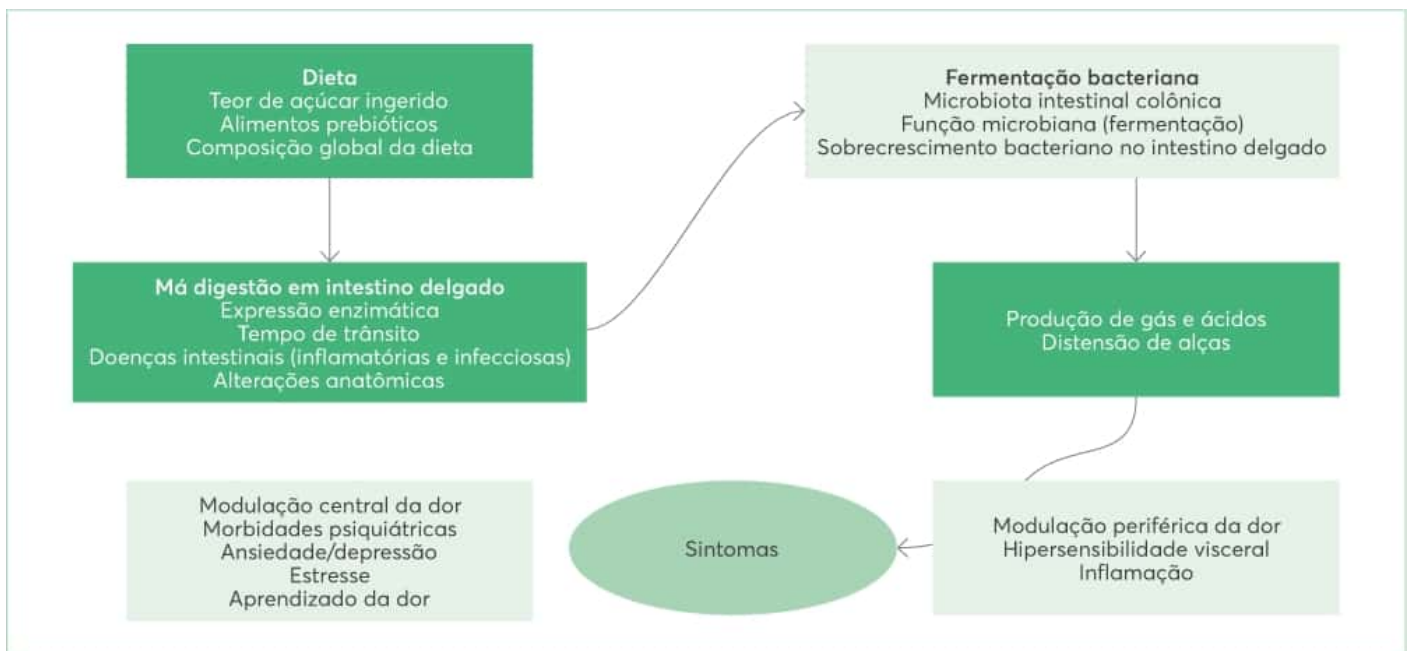 Dieta
Teor de açúcar ingerido
Alimentos prebióticos
Composição global da dieta
Fermentação bacteriana
Microbiota intestinal colônica
Função microbiana (fermentação)
Sobrecrescimento bacteriano no intestino delgado
Má digestão em intestino delgado
Expressão enzimática
Tempo de trânsito
Doenças intestinais (inflamatórias e infecciosas)
Alterações anatômicas
Produção de gás e ácidos
Distensão de alças
Modulação central da dor
Morbidades psiquiátricas
Ansiedade/depressão
Estresse
Aprendizado da dor
Sintomas
Modulação periférica da dor
Hipersensibilidade visceral
Inflamação